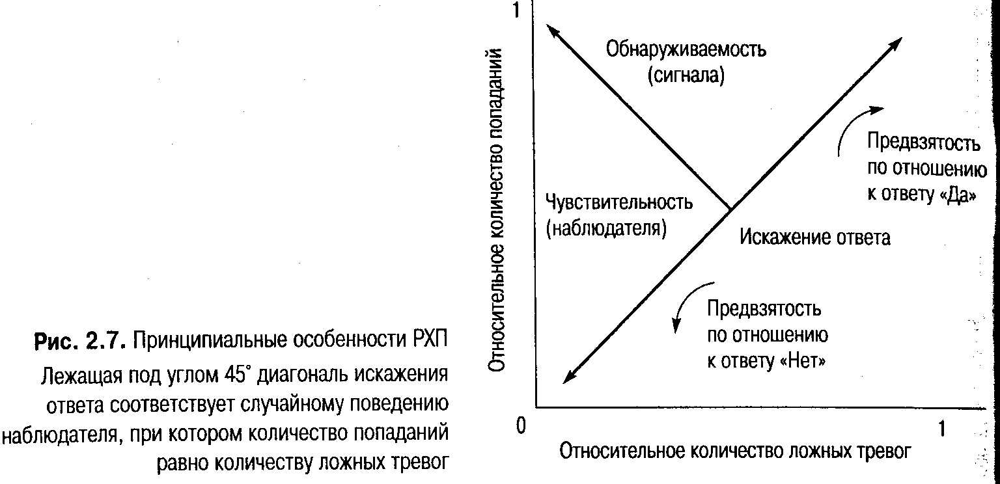 Рис. 2.7. Принципиальные особенности РХП
Лежащая под углом 45° диагональ искажения
ответа соответствует случайному поведению
наблюдателя, при котором количество попаданий
равно количеству ложных тревог
1
Относительное количество попаданий
Обнаруживаемость
(сигнала)
Предвзятость
по отношению
к ответу «Да»
Чувствительность
(наблюдателя)
Искажение ответа
Предвзятость
по отношению
к ответу «Нет»
0
1
Относительное количество ложных тревог